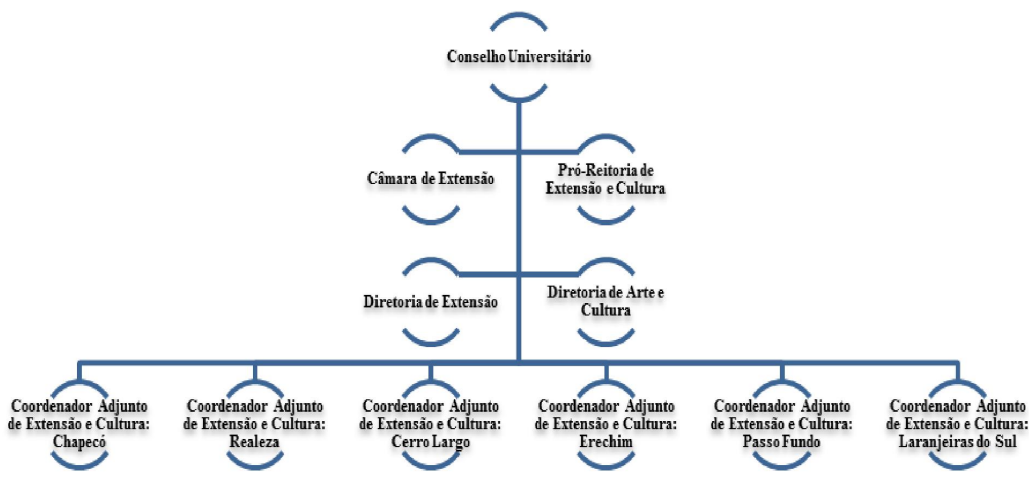 Conselho Universitário
Câmara de Extensão
Pró-Reitoria de
Extensão e Cultura
Diretoria de Extensão
Diretoria de Arte e
Cultura
Coordenador Adjunto
de Extensão e Cultura:
Chapecó
Coordenador Adjunto
de Extensão e Cultura:
Realeza
Coordenador Adjunto
de Extensão e Cultura:
Cerro Largo
Coordenador Adjunto
de Extensão e Cultura:
Erechim
Coordenador Adjunto
de Extensão e Cultura:
Passo Fundo
Coordenador Adjunto
de Extensão e Cultura:
Laranjeiras do Sul